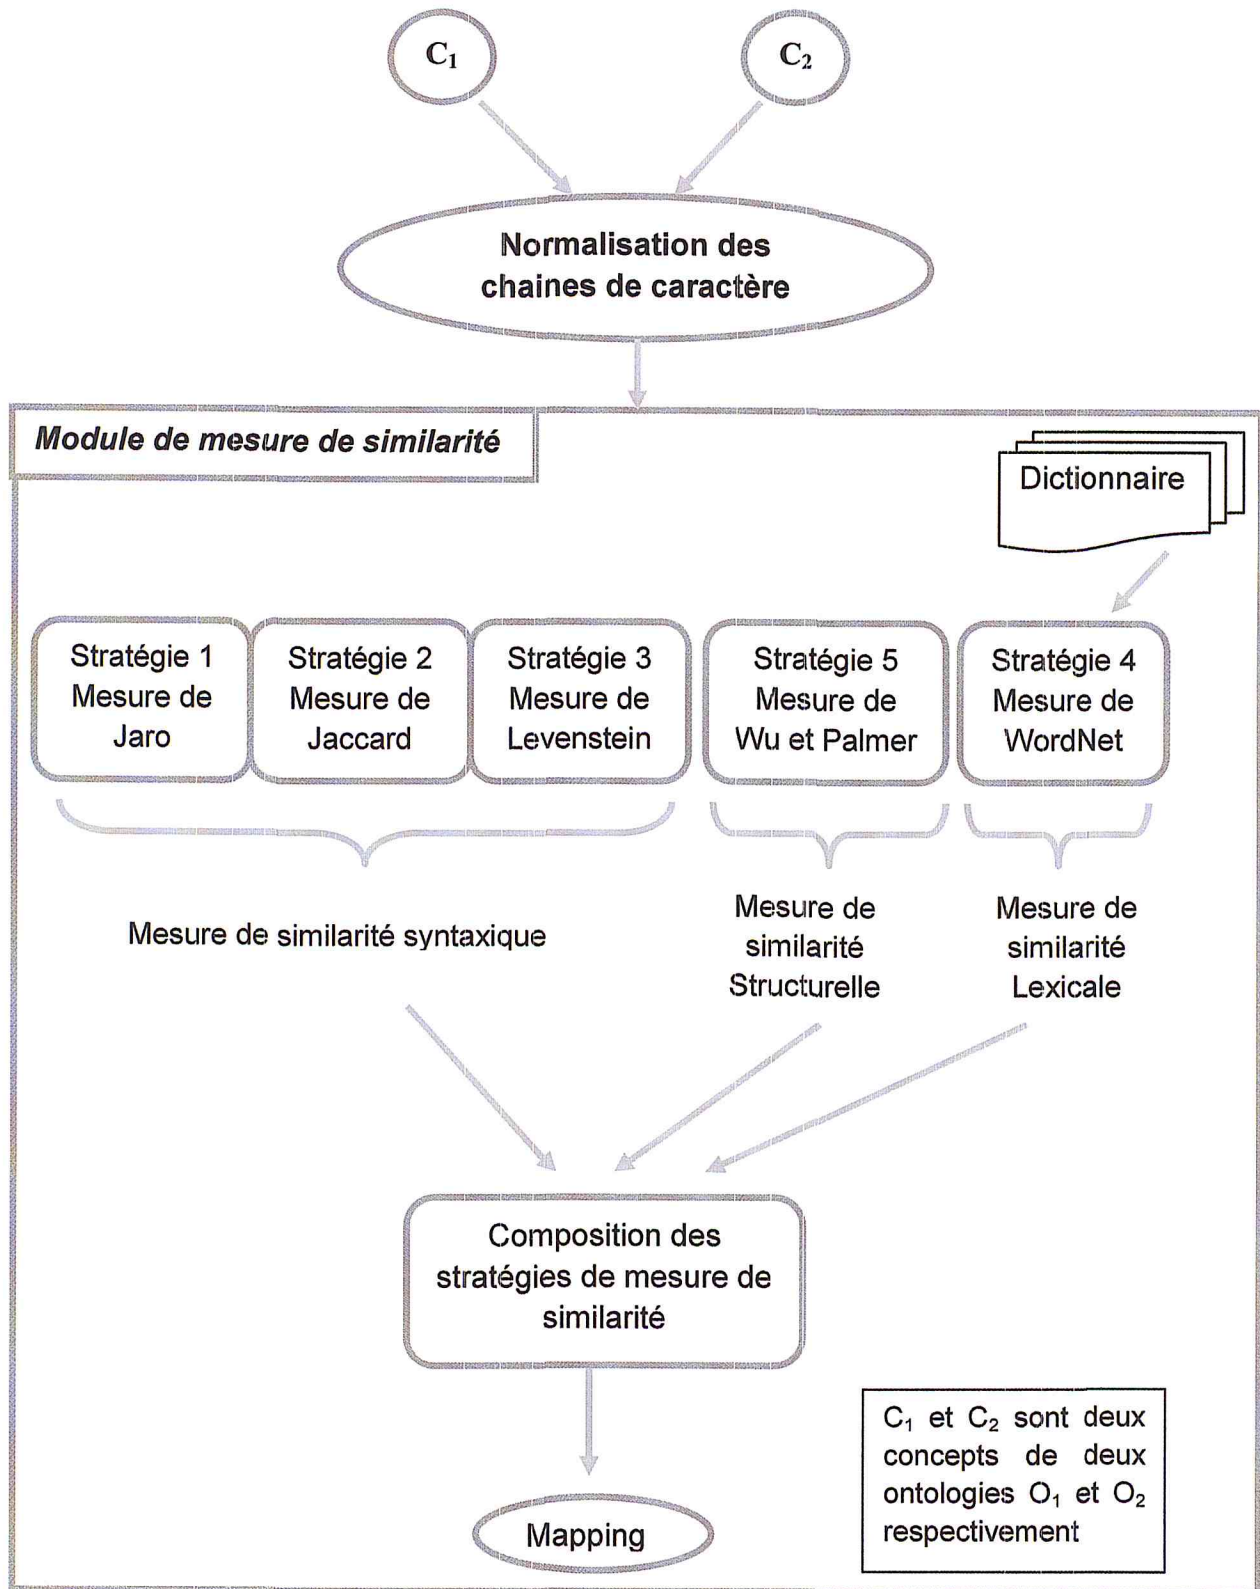 C₁
C₂
Normalisation des
chaines de caractère
Module de mesure de similarité
Dictionnaire
Stratégie 1
Mesure de
Jaro
Stratégie 2
Mesure de
Jaccard
Stratégie 3
Mesure de
Levenstein
Stratégie 5
Mesure de
Wu et Palmer
Stratégie 4
Mesure de
WordNet
Mesure de similarité syntaxique
Mesure de
similarité
Structurelle
Mesure de
similarité
Lexicale
Composition des
stratégies de mesure de
similarité
Mapping
C₁ et C₂ sont deux
concepts de deux
ontologies O₁ et O₂
respectivement